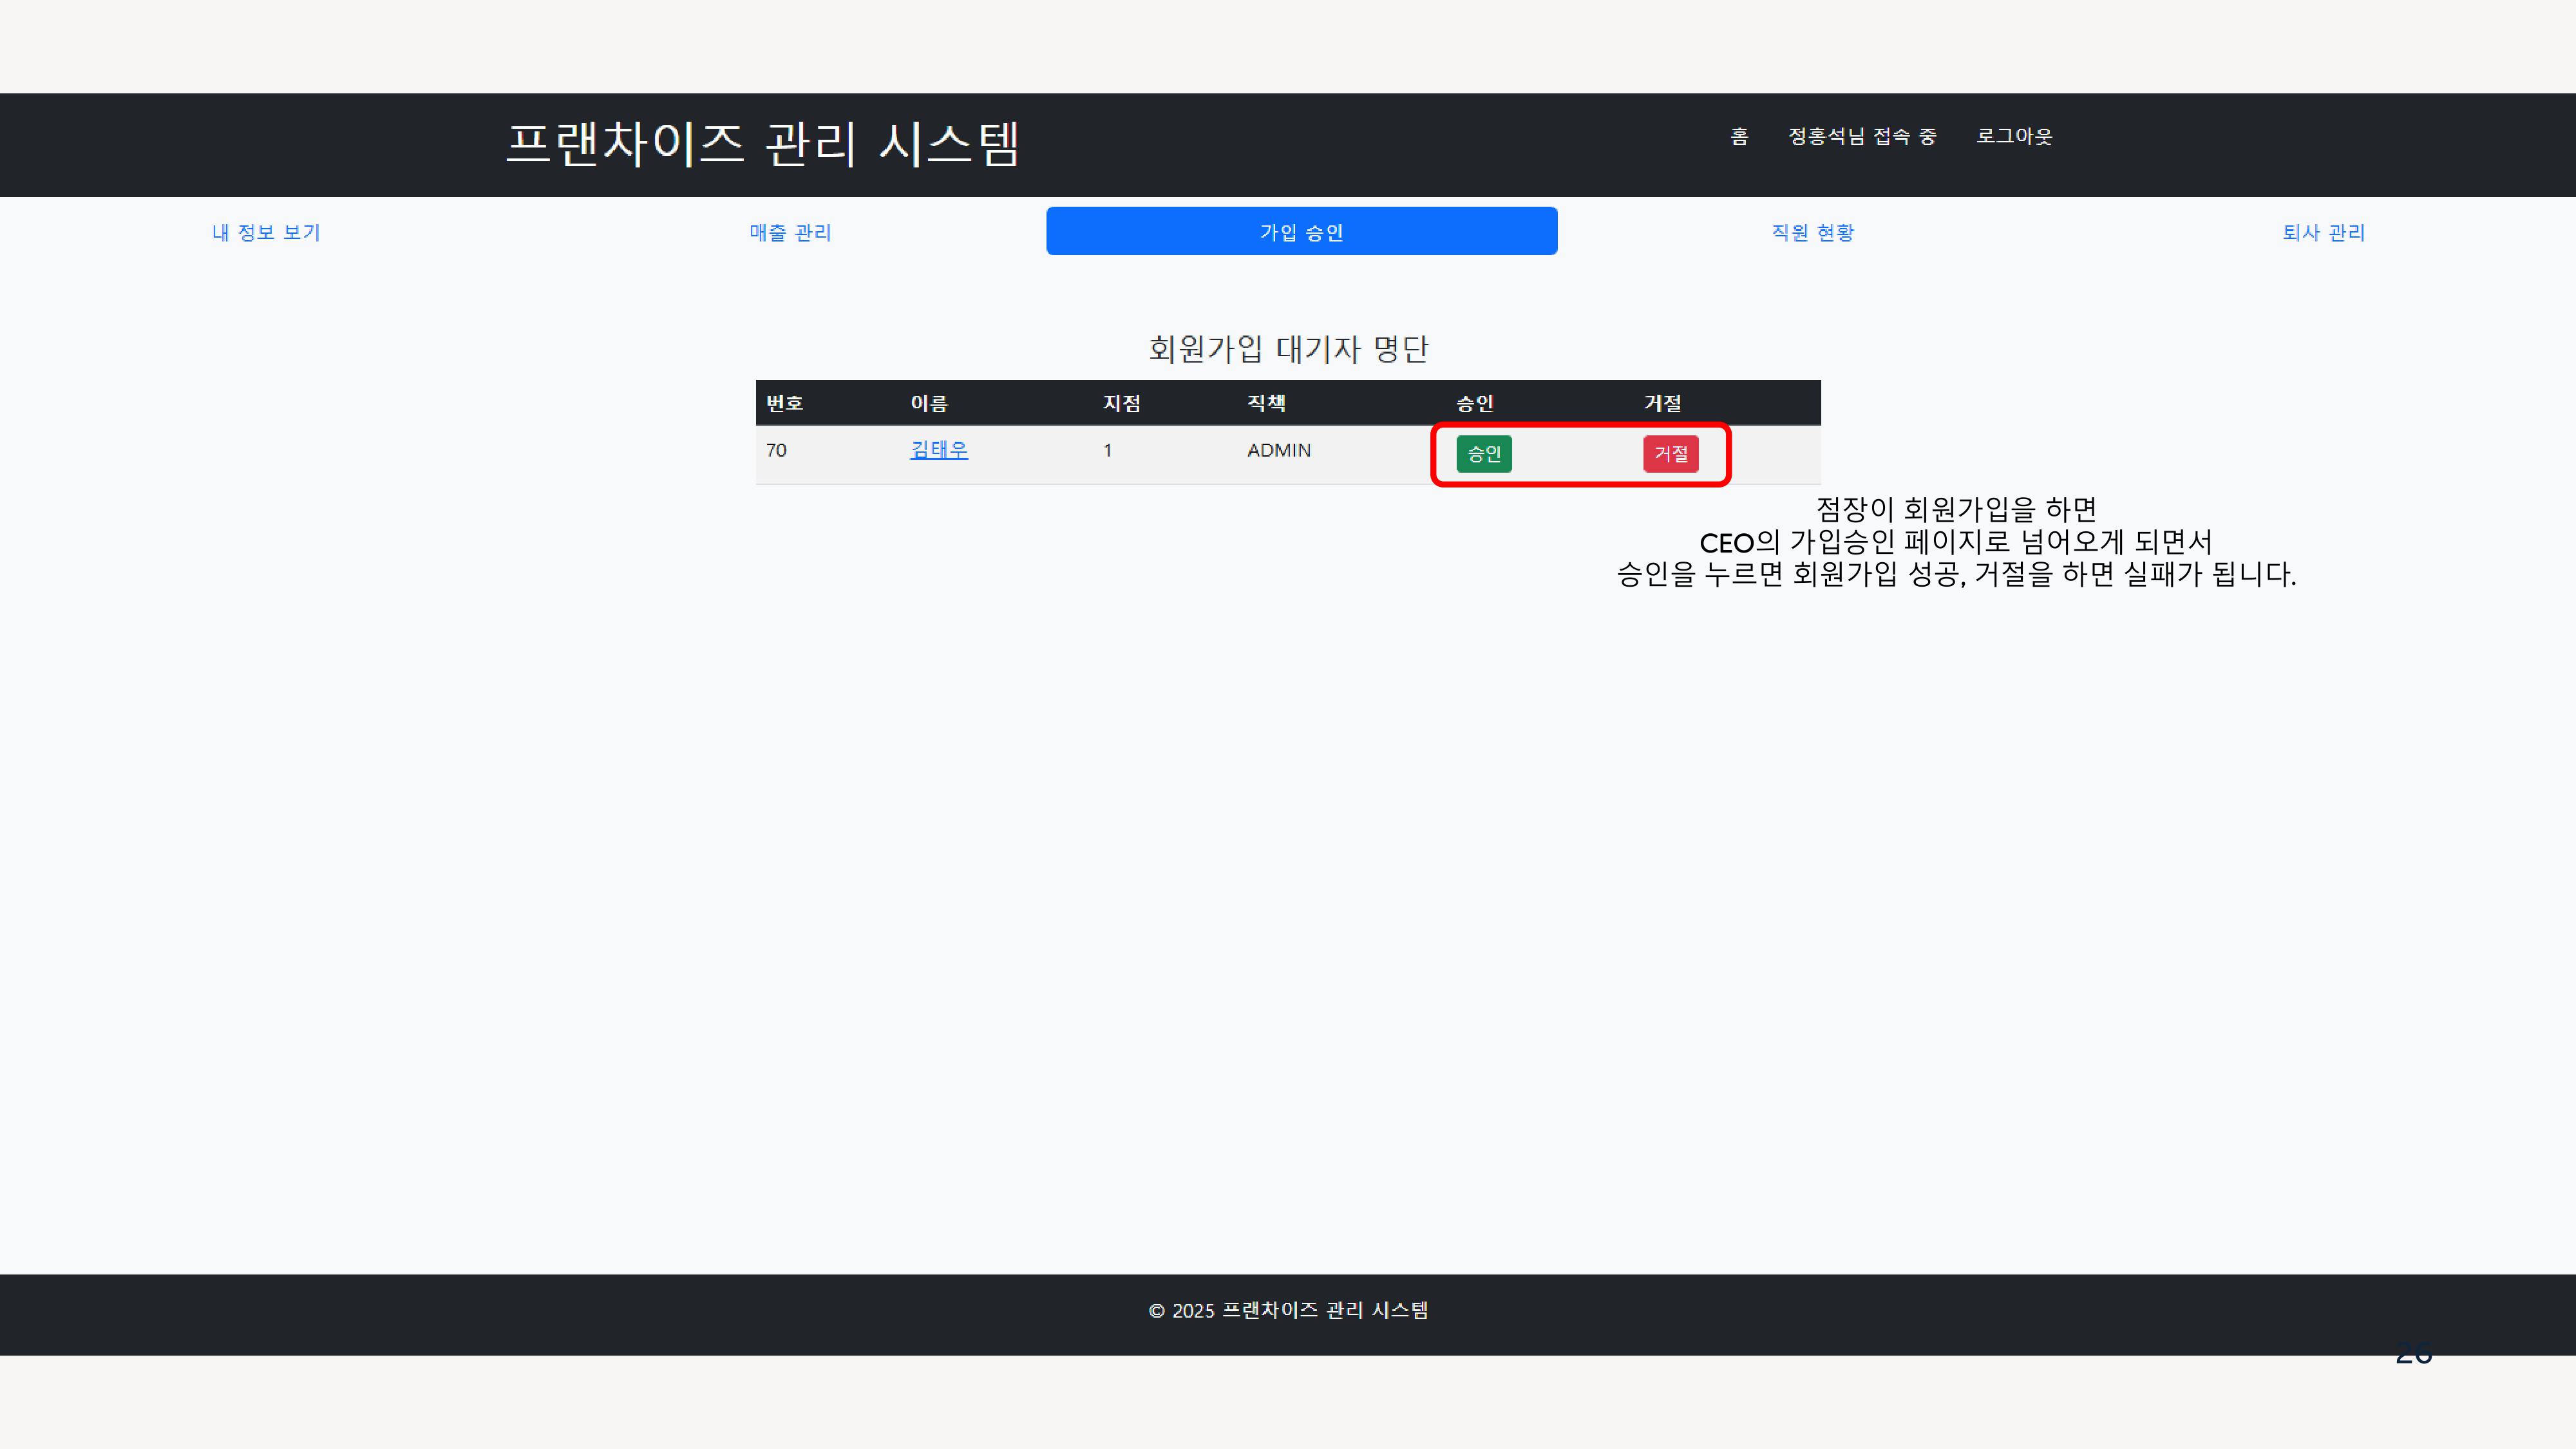 프랜차이즈 관리 시스템
홈 정홍석님 접속 중 로그아웃
내 정보 보기 매출 관리 가입 승인 직원 현황 퇴사 관리
회원가입 대기자 명단
번호 이름 지점 직책 승인 거절
70 김태우 1 ADMIN 승인 거절
점장이 회원가입을 하면
CEO의 가입승인 페이지로 넘어오게 되면서
승인을 누르면 회원가입 성공, 거절을 하면 실패가 됩니다.
© 2025 프랜차이즈 관리 시스템